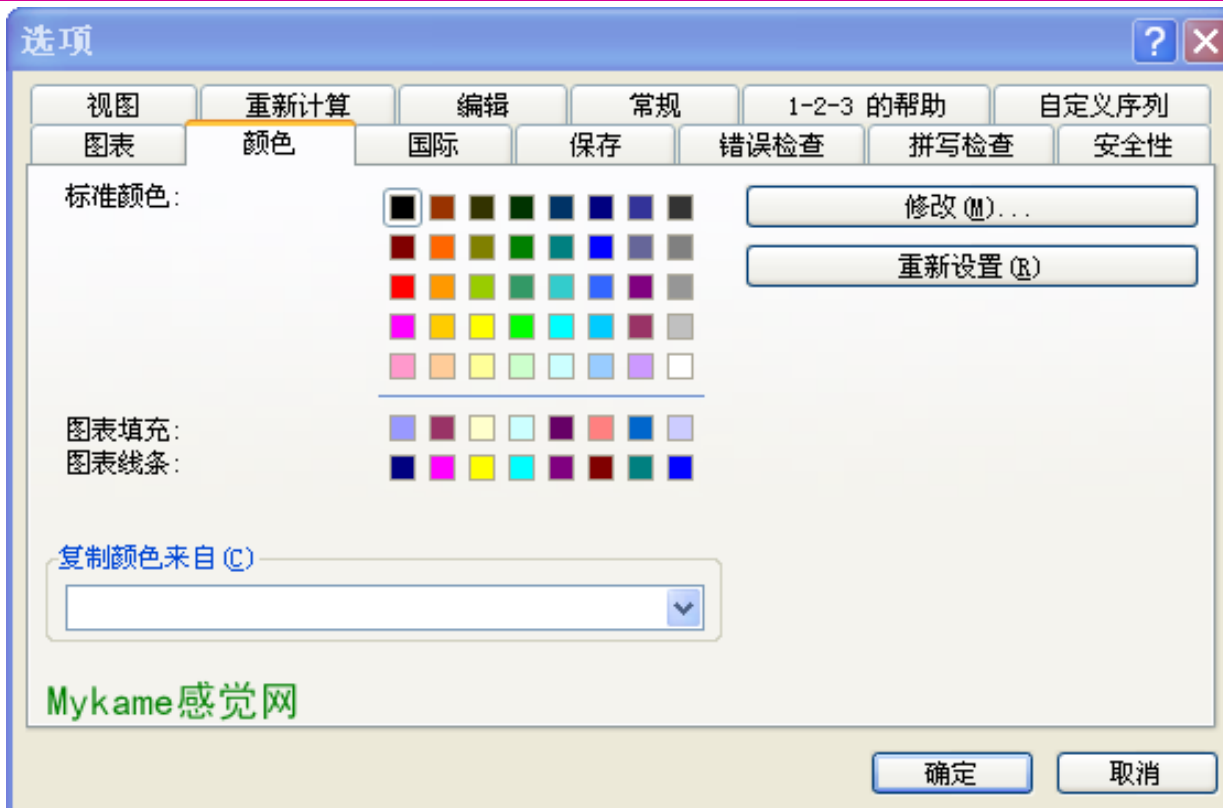 选项
视图 重新计算 编辑 常规 1-2-3 的帮助 自定义序列
图表 颜色 国际 保存 错误检查 拼写检查 安全性
标准颜色:
修改(M)...
重新设置(R)
图表填充:
图表线条:
复制颜色来自(C)
Mykame感觉网
确定 取消